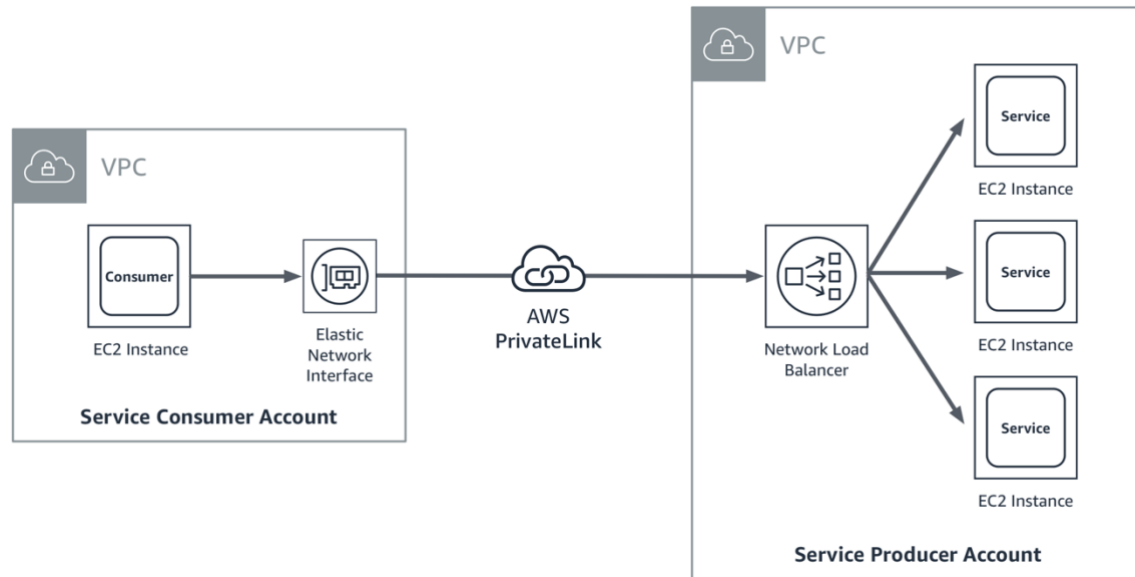 VPC
Consumer
EC2 Instance
Elastic
Network
Interface
Service Consumer Account
AWS
PrivateLink
VPC
Network Load
Balancer
Service
EC2 Instance
Service
EC2 Instance
Service
EC2 Instance
Service Producer Account